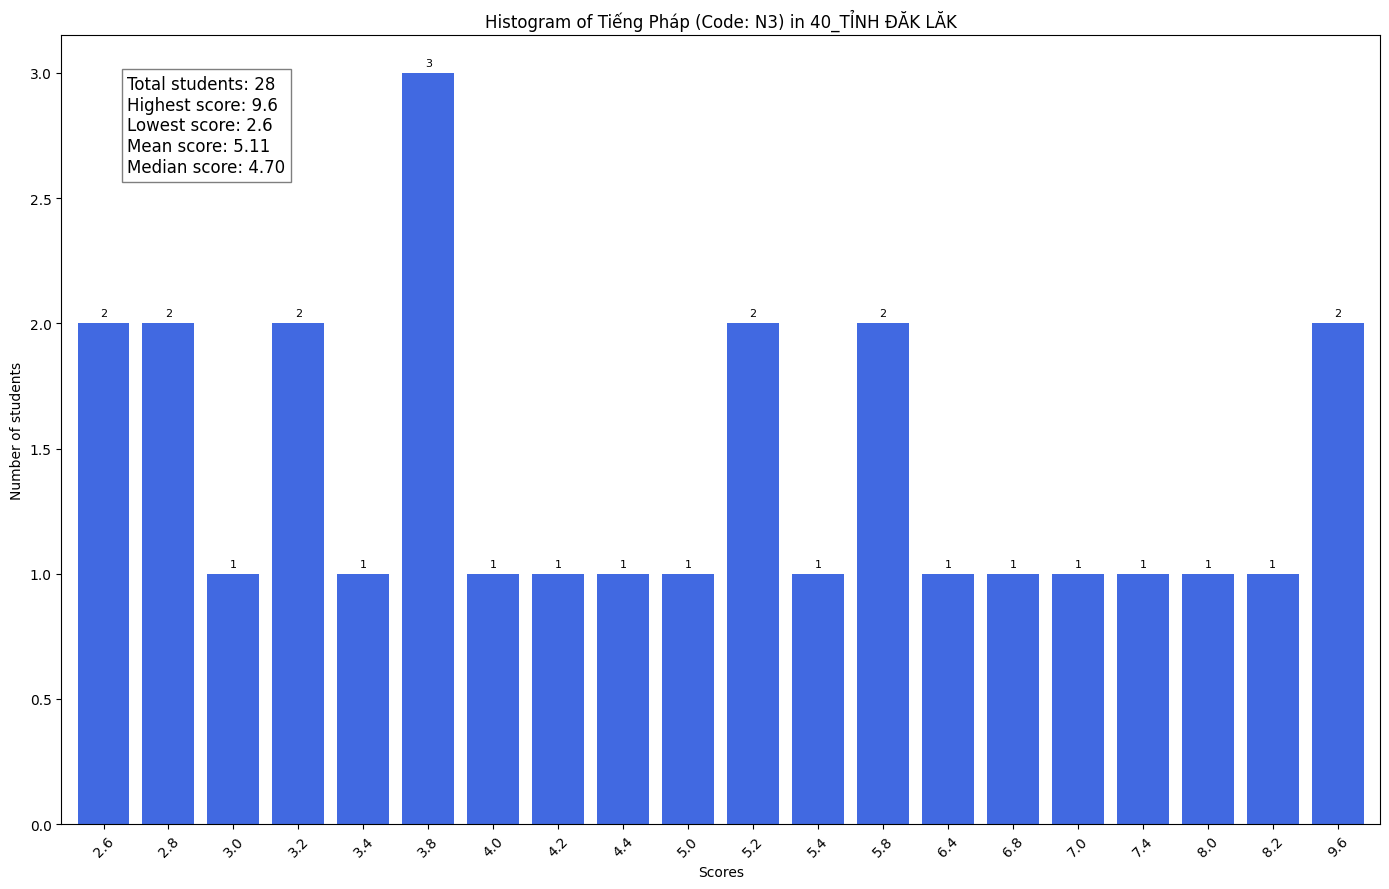 Histogram of Tiếng Pháp (Code: N3) in 40_TỈNH ĐĂK LĂK
Total students: 28
Highest score: 9.6
Lowest score: 2.6
Mean score: 5.11
Median score: 4.70
Number of students
3.0
2.5
2.0
1.5
1.0
0.5
0.0
2 2 1 2 1 3 1 1 1 1 2 1 2 1 1 1 1 1 1 2
2.6 2.8 3.0 3.2 3.4 3.8 4.0 4.2 4.4 5.0 5.2 5.4 5.8 6.4 6.8 7.0 7.4 8.0 8.2 9.6
Scores